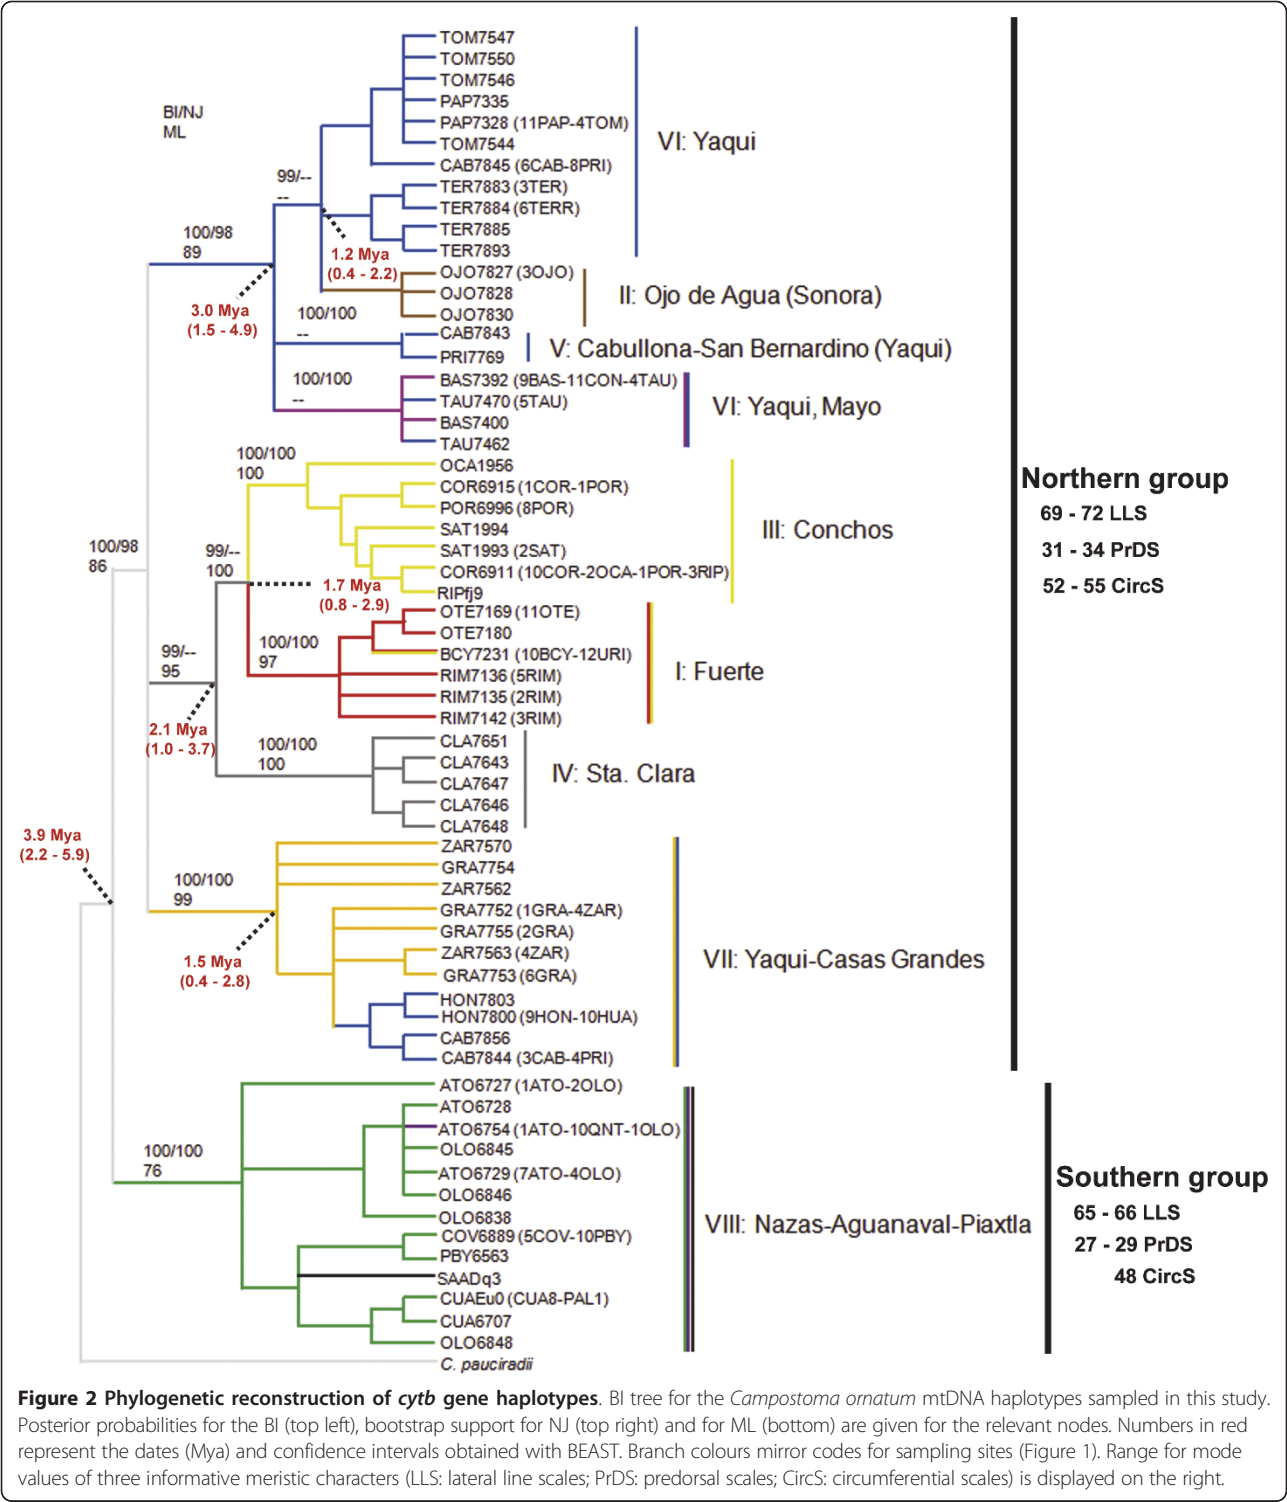 BI/NJ
ML
TOM7547
TOM7550
TOM7546
PAP7335
PAP7328 (11PAP-4TOM)
TOM7544
CAB7845 (6CAB-8PRI)
VI: Yaqui
99/--
--
TER7883 (3TER)
TER7884 (6TERR)
TER7885
TER7893
100/98
89
1.2 Mya
(0.4 - 2.2)
OJO7827 (3OJO)
OJO7828
OJO7830
II: Ojo de Agua (Sonora)
3.0 Mya
(1.5 - 4.9)
100/100
--
CAB7843
PRI7769
V: Cabullona-San Bernardino (Yaqui)
100/100
--
BAS7392 (9BAS-11CON-4TAU)
TAU7470 (5TAU)
BAS7400
TAU7462
VI: Yaqui, Mayo
100/100
100
OCA1956
COR6915 (1COR-1POR)
POR6996 (8POR)
SAT1994
SAT1993 (2SAT)
COR6911 (10COR-2OCA-1POR-3RIP)
RIPfj9
III: Conchos
Northern group
69 - 72 LLS
31 - 34 PrDS
52 - 55 CircS
100/98
86
99/--
100
1.7 Mya
(0.8 - 2.9)
OTE7169 (11OTE)
OTE7180
BCY7231 (10BCY-12URI)
RIM7136 (5RIM)
RIM7135 (2RIM)
RIM7142 (3RIM)
I: Fuerte
100/100
97
99/--
95
2.1 Mya
(1.0 - 3.7)
100/100
100
CLA7651
CLA7643
CLA7647
CLA7646
CLA7648
IV: Sta. Clara
3.9 Mya
(2.2 - 5.9)
ZAR7570
GRA7754
ZAR7562
GRA7752 (1GRA-4ZAR)
GRA7755 (2GRA)
ZAR7563 (4ZAR)
GRA7753 (6GRA)
HON7803
HON7800 (9HON-10HUA)
CAB7856
CAB7844 (3CAB-4PRI)
VII: Yaqui-Casas Grandes
100/100
99
1.5 Mya
(0.4 - 2.8)
ATO6727 (1ATO-2OLO)
ATO6728
ATO6754 (1ATO-10QNT-1OLO)
OLO6845
ATO6729 (7ATO-4OLO)
OLO6846
OLO6838
COV6889 (5COV-10PBY)
PBY6563
SAADq3
CUAEu0 (CUA8-PAL1)
CUA6707
OLO6848
C. pauciradii
100/100
76
VIII: Nazas-Aguanaval-Piaxtla
Southern group
65 - 66 LLS
27 - 29 PrDS
48 CircS
Figure 2 Phylogenetic reconstruction of cytb gene haplotypes. BI tree for the Campostoma ornatum mtDNA haplotypes sampled in this study.
Posterior probabilities for the BI (top left), bootstrap support for NJ (top right) and for ML (bottom) are given for the relevant nodes. Numbers in red
represent the dates (Mya) and confidence intervals obtained with BEAST. Branch colours mirror codes for sampling sites (Figure 1). Range for mode
values of three informative meristic characters (LLS: lateral line scales; PrDS: predorsal scales; CircS: circumferential scales) is displayed on the right.